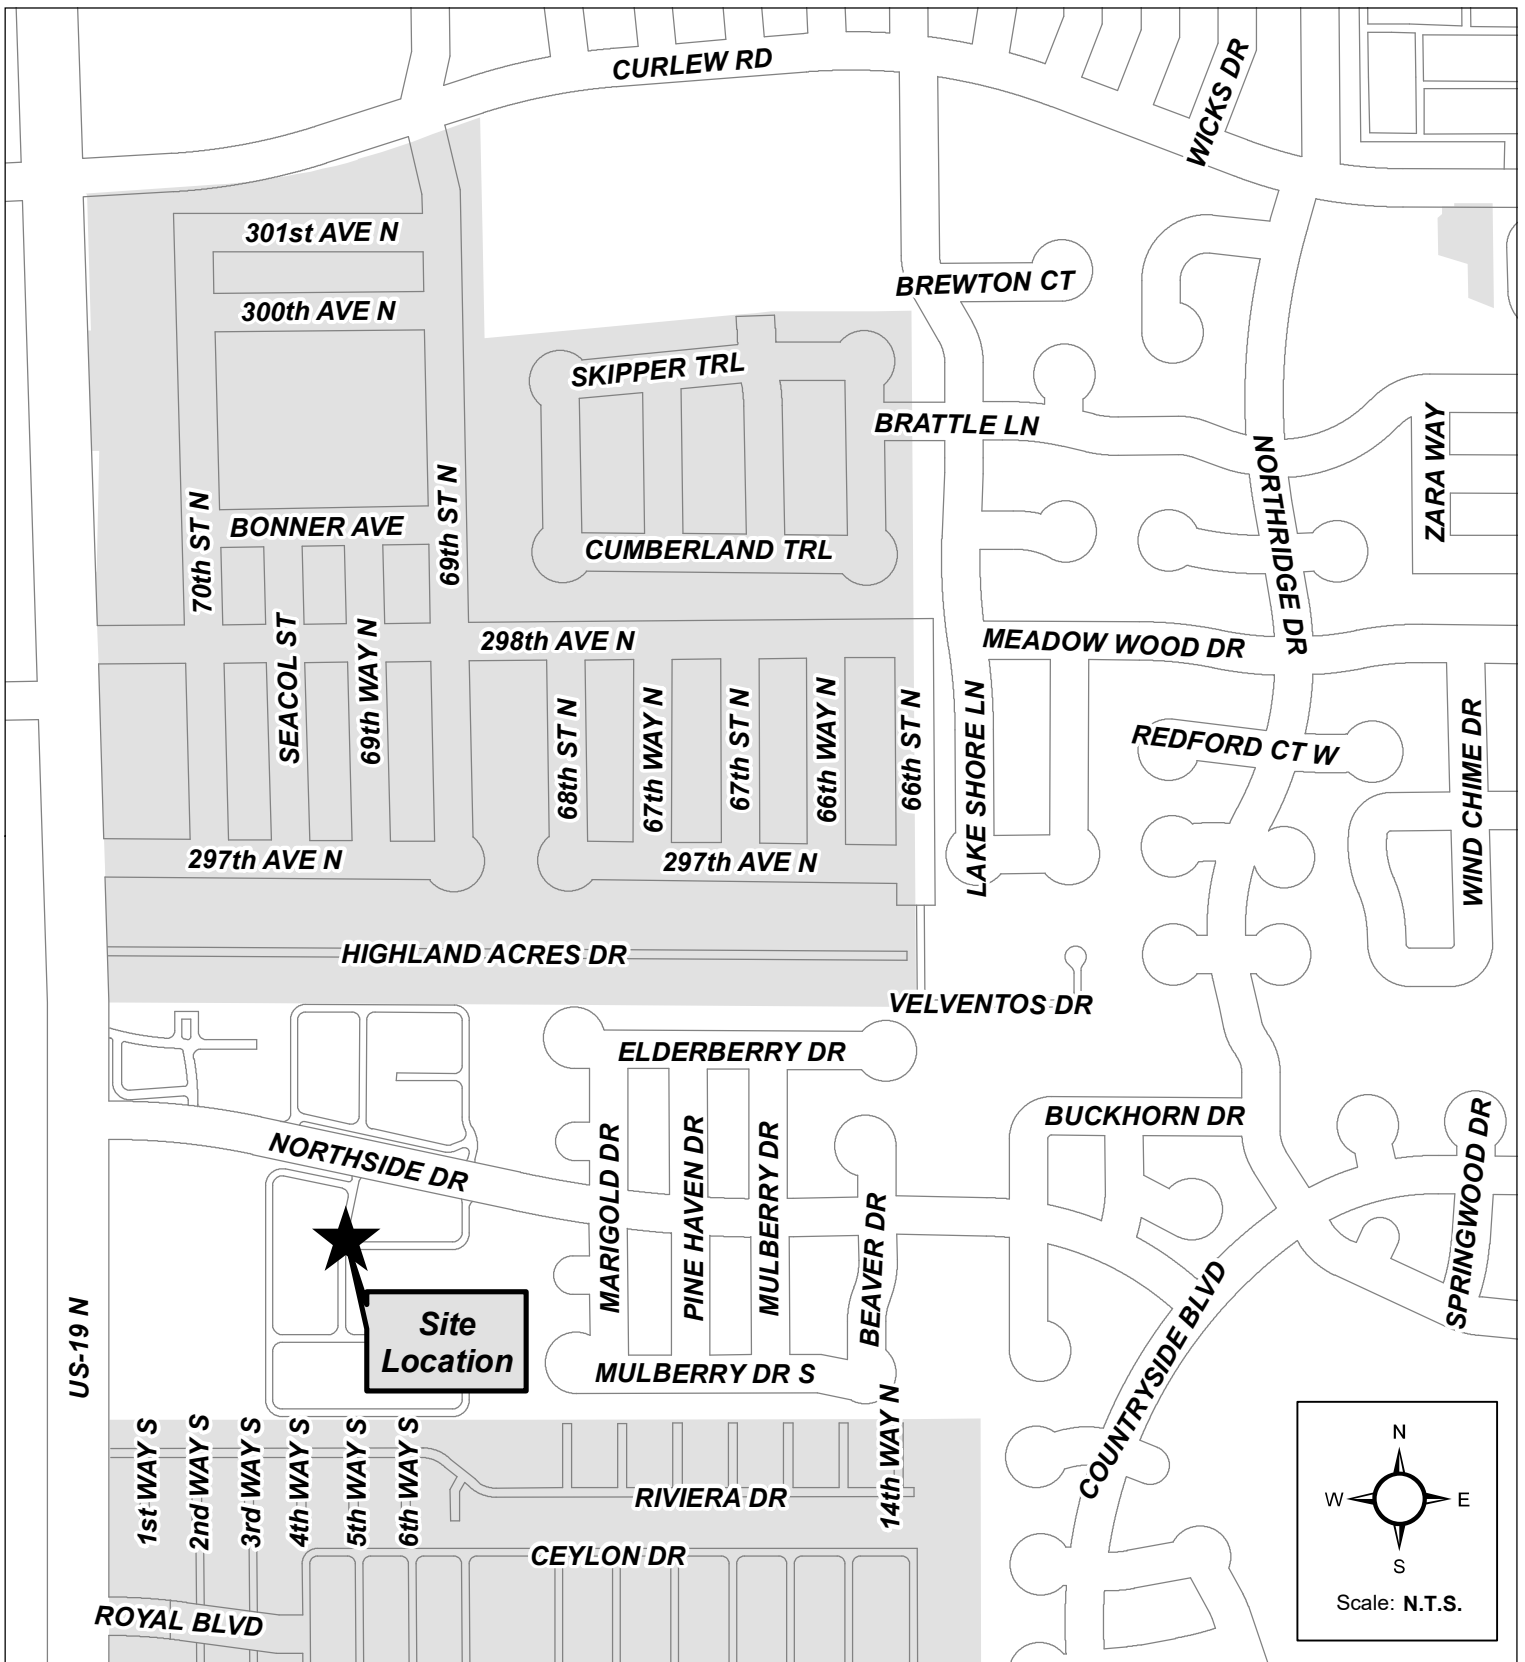 CURLEW RD
WICKS DR
301st AVE N
BREWTON CT
300th AVE N
SKIPPER TRL
BRATTLE LN
ZARA WAY
NORTHRIDGE DR
70th ST N
BONNER AVE
69th ST N
CUMBERLAND TRL
SEACOL ST
69th WAY N
298th AVE N
MEADOW WOOD DR
68th ST N
67th WAY N
67th ST N
66th WAY N
66th ST N
LAKE SHORE LN
REDFORD CT W
WIND CHIME DR
297th AVE N
297th AVE N
HIGHLAND ACRES DR
VELVENTOS DR
ELDERBERRY DR
BUCKHORN DR
SPRINGWOOD DR
NORTHSIDE DR
MARIGOLD DR
PINE HAVEN DR
MULBERRY DR
BEAVER DR
COUNTRYSIDE BLVD
US-19 N
Site
Location
MULBERRY DR S
1st WAY S
2nd WAY S
3rd WAY S
4th WAY S
5th WAY S
6th WAY S
14th WAY N
RIVIERA DR
CEYLON DR
ROYAL BLVD
N
W
E
S
Scale: N.T.S.